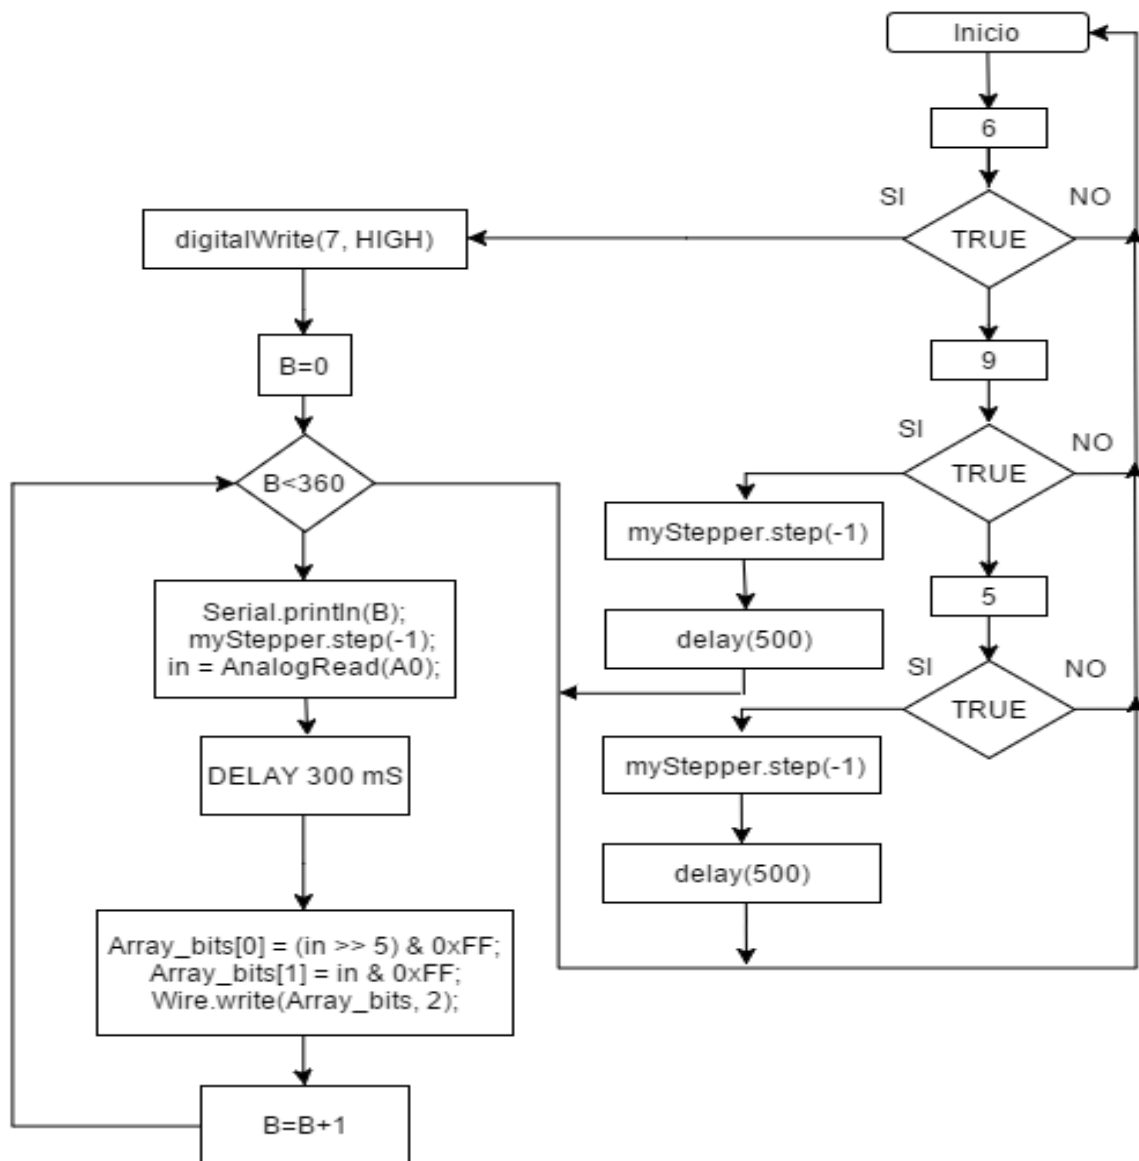 Inicio
6
SI
NO
TRUE
digitalWrite(7, HIGH)
B=0
9
SI
NO
TRUE
B<360
myStepper.step(-1)
delay(500)
5
SI
NO
TRUE
Serial.println(B);
myStepper.step(-1);
in = AnalogRead(A0);
myStepper.step(-1)
DELAY 300 mS
delay(500)
Array_bits[0] = (in >> 5) & 0xFF;
Array_bits[1] = in & 0xFF;
Wire.write(Array_bits, 2);
B=B+1